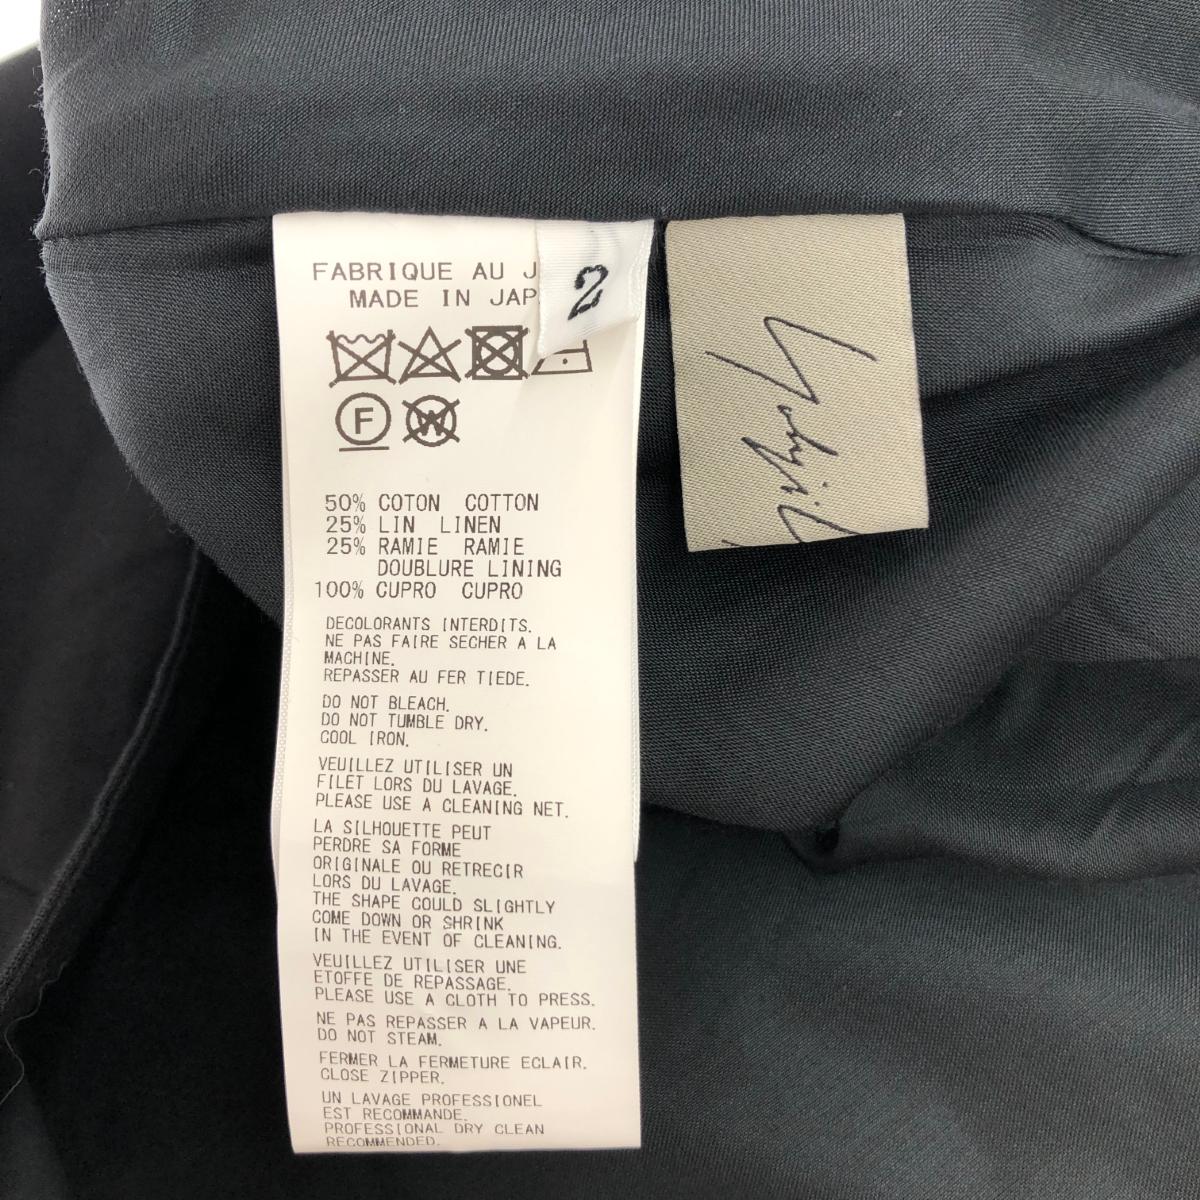 FABRIQUE AU J
MADE IN JAP
2
F
W
50% COTON COTTON
25% LIN LINEN
25% RAMIE RAMIE
DOUBLURE LINING
100% CUPRO CUPRO
DECOLORANTS INTERDITS.
NE PAS FAIRE SECHER A LA
MACHINE.
REPASSER AU FER TIEDE.
DO NOT BLEACH.
DO NOT TUMBLE DRY.
COOL IRON.
VEUILLEZ UTILISER UN
FILET LORS DU LAVAGE.
PLEASE USE A CLEANING NET.
LA SILHOUETTE PEUT
PERDRE SA FORME
ORIGINALE OU RETRECIR
LORS DU LAVAGE.
THE SHAPE COULD SLIGHTLY
COME DOWN OR SHRINK
IN THE EVENT OF CLEANING.
VEUILLEZ UTILISER UNE
ETOFFE DE REPASSAGE.
PLEASE USE A CLOTH TO PRESS.
NE PAS REPASSER A LA VAPEUR.
DO NOT STEAM.
FERMER LA FERMETURE ECLAIR.
CLOSE ZIPPER.
UN LAVAGE PROFESSIONEL
EST RECOMMANDE.
PROFESSIONAL DRY CLEAN
RECOMMENDED.